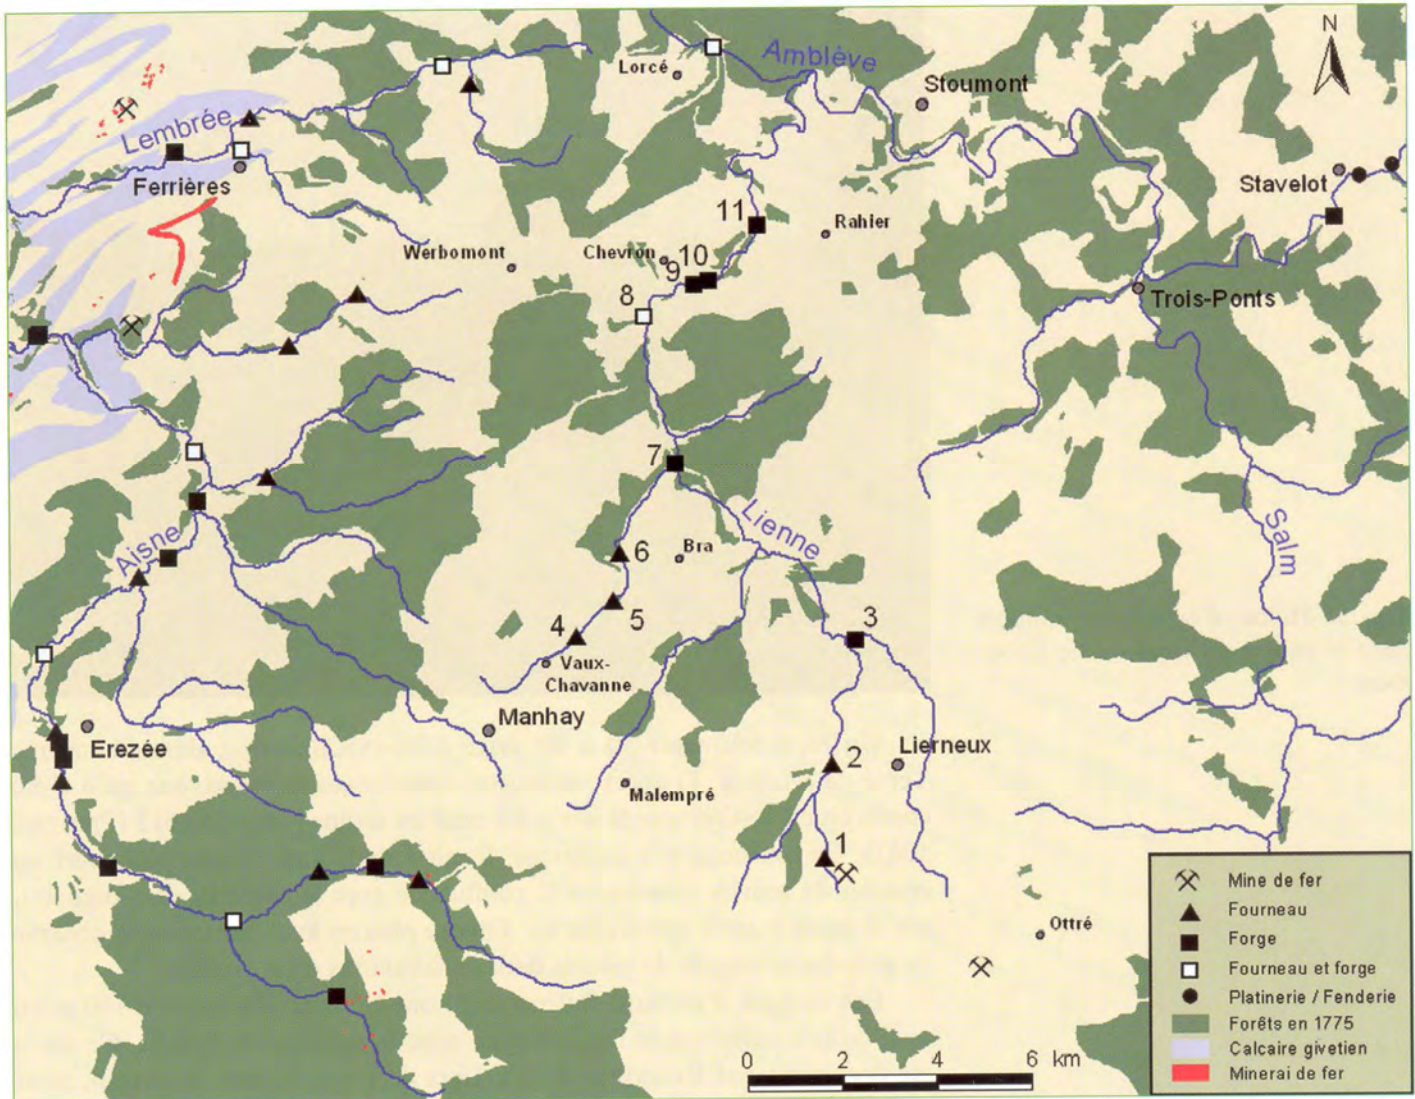 N
Amblève
Lorcé
Stoumont
Lembrée
Ferrières
Stavelot
11
Rahier
Werbomont
Chevron
10
9
8
Trois-Ponts
7
Lienne
Salm
Aisne
6
Bra
5
4
3
Vaux-
Chavanne
Manhay
Erezée
Lierneux
2
Malempré
1
Ottré
0 2 4 6 km
Mine de fer
Fourneau
Forge
Fourneau et forge
Platinerie / Fenderie
Forêts en 1775
Calcaire givetien
Minerai de fer